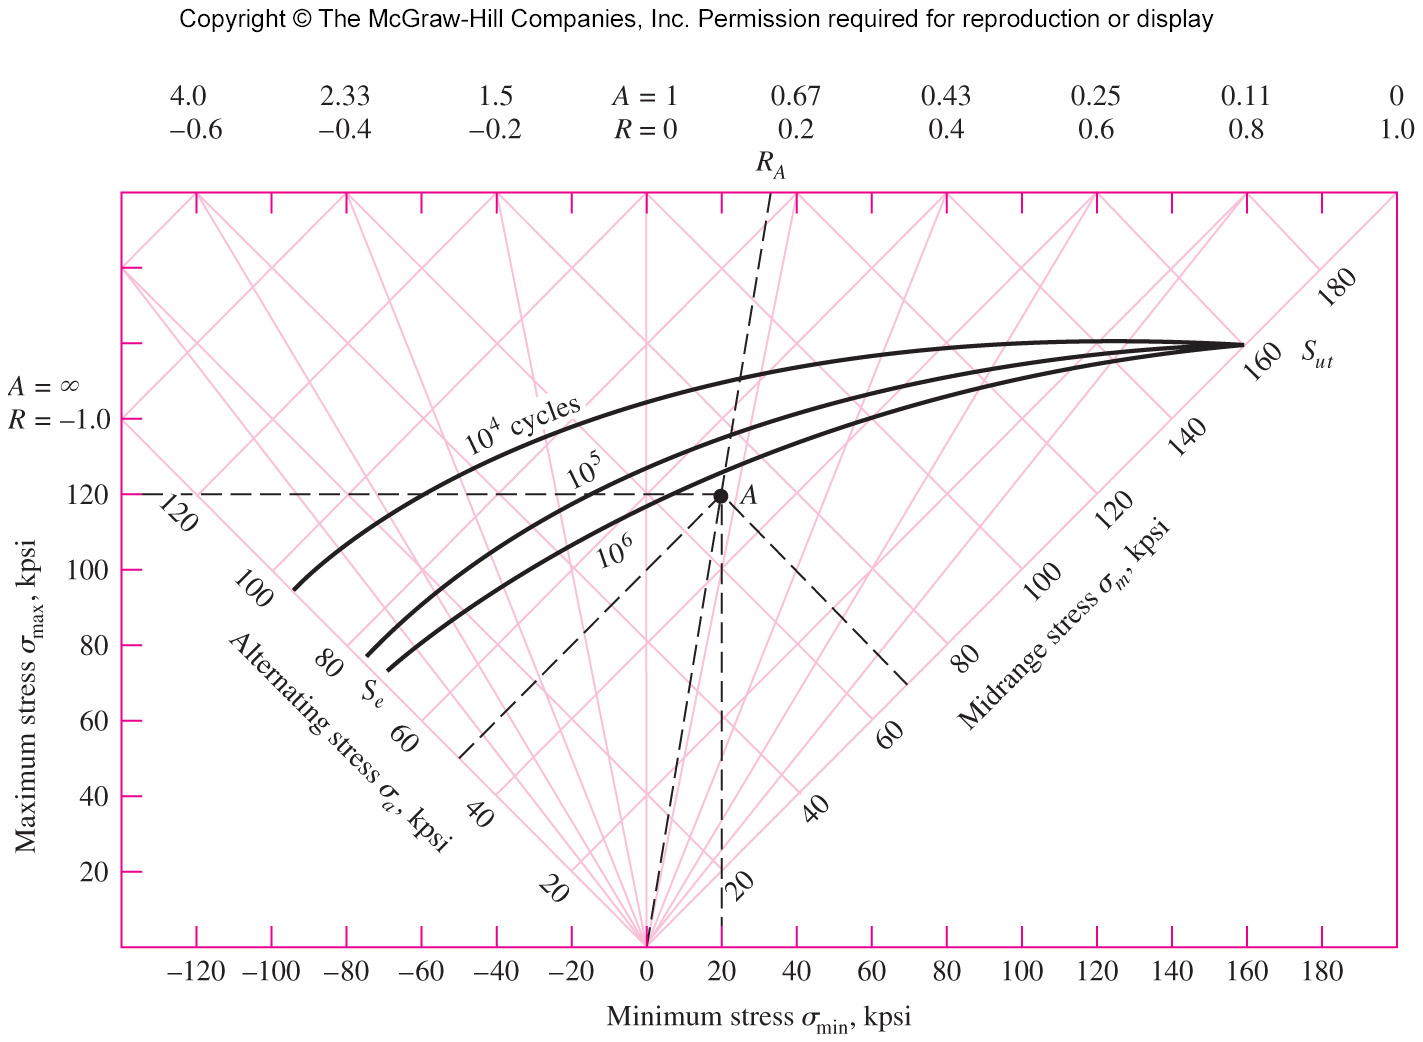 Copyright © The McGraw-Hill Companies, Inc. Permission required for reproduction or display
4.0 2.33 1.5 A = 1 0.67 0.43 0.25 0.11 0
−0.6 −0.4 −0.2 R = 0 0.2 0.4 0.6 0.8 1.0
R_A
180
160 S_ut
A = ∞
R = −1.0
10^4 cycles
140
10^5
120
120
A
120
10^6
100
100
100
80
80
80
S_e
60
60
60
40
40
40
20
20
20
Maximum stress σ_max, kpsi
Alternating stress σ_a, kpsi
Midrange stress σ_m, kpsi
−120 −100 −80 −60 −40 −20 0 20 40 60 80 100 120 140 160 180
Minimum stress σ_min, kpsi